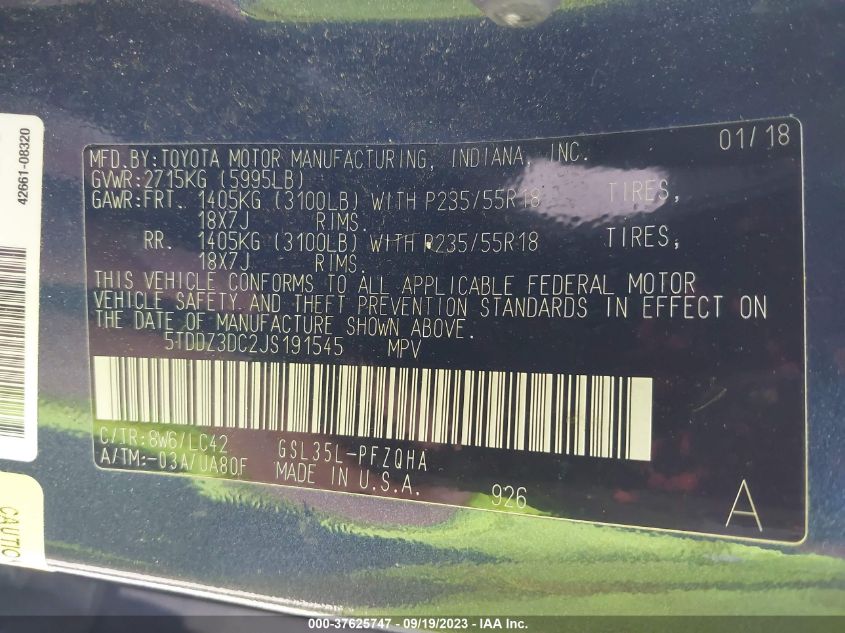 42661-08320
01/18
MFD.BY:TOYOTA MOTOR MANUFACTURING, INDIANA, INC.
GVWR:2715KG (5995LB)
GAWR:FRT. 1405KG (3100LB) WITH P235/55R18 TIRES,
18X7J RIMS.
RR. 1405KG (3100LB) WITH P235/55R18 TIRES,
18X7J RIMS.
THIS VEHICLE CONFORMS TO ALL APPLICABLE FEDERAL MOTOR
VEHICLE SAFETY AND THEFT PREVENTION STANDARDS IN EFFECT ON
THE DATE OF MANUFACTURE SHOWN ABOVE.
5TDDZ3DC2JS191545 MPV
C/TR:8W6/LC42 GSL35L-PFZQHA
A/TM:-03A/UA80F MADE IN U.S.A.
926
A
CAUTIO
000-37625747 - 09/19/2023 - © IAA Inc.